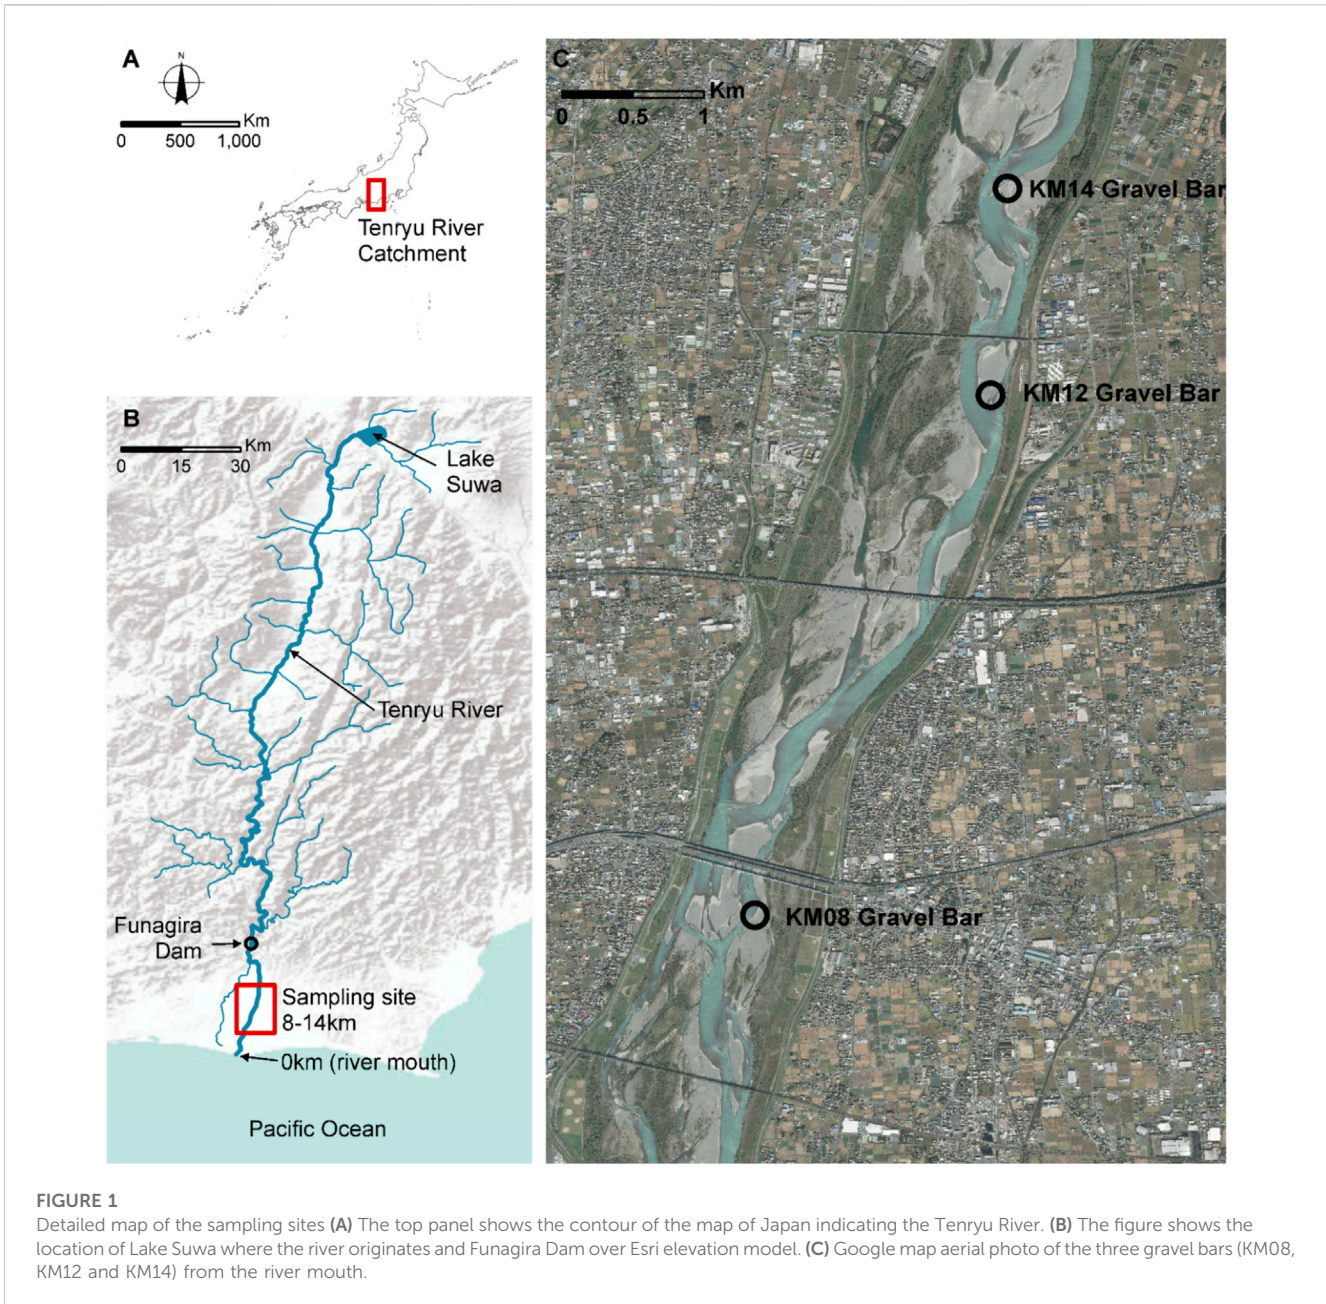 A
N
Km
0 500 1,000
Tenryu River
Catchment
B
Km
0 15 30
Lake
Suwa
Tenryu River
Funagira
Dam
Sampling site
8-14km
0km (river mouth)
Pacific Ocean
C
Km
0 0.5 1
KM14 Gravel Bar
KM12 Gravel Bar
KM08 Gravel Bar
FIGURE 1
Detailed map of the sampling sites (A) The top panel shows the contour of the map of Japan indicating the Tenryu River. (B) The figure shows the
location of Lake Suwa where the river originates and Funagira Dam over Esri elevation model. (C) Google map aerial photo of the three gravel bars (KM08,
KM12 and KM14) from the river mouth.